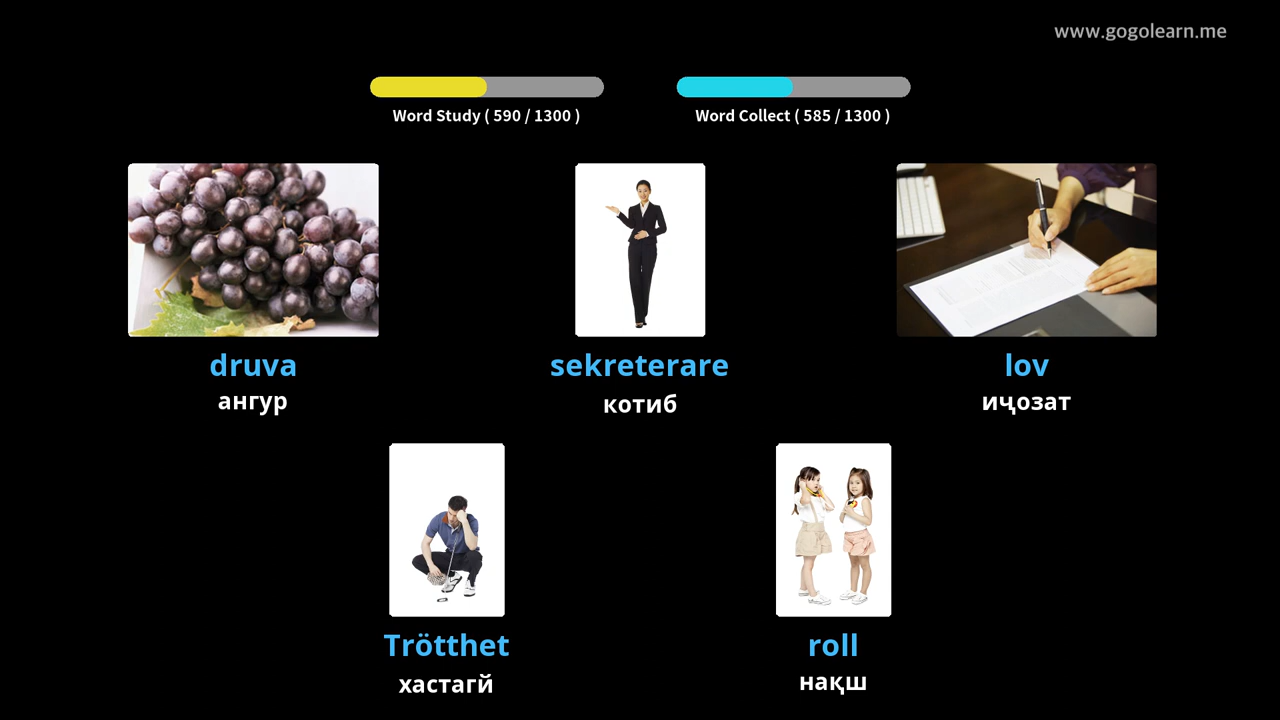 www.gogolearn.me
Word Study ( 590 / 1300 )
Word Collect ( 585 / 1300 )
druva
ангур
sekreterare
котиб
lov
иҷозат
Trötthet
хастагй
roll
нақш